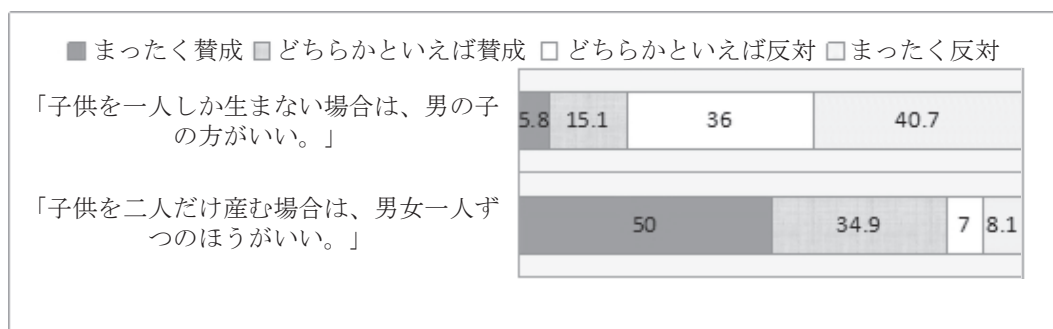 まったく賛成 どちらかといえば賛成 どちらかといえば反対 まったく反対
「子供を一人しか生まない場合は、男の子
の方がいい。」
5.8 15.1 36 40.7
「子供を二人だけ産む場合は、男女一人ず
つのほうがいい。」
50 34.9 7 8.1